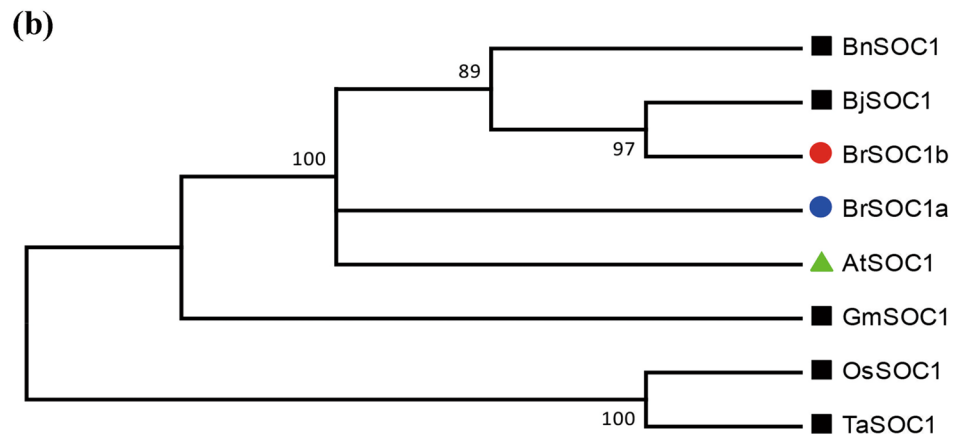 (b)
BnSOC1
89
BjSOC1
97
BrSOC1b
100
BrSOC1a
AtSOC1
GmSOC1
OsSOC1
100
TaSOC1